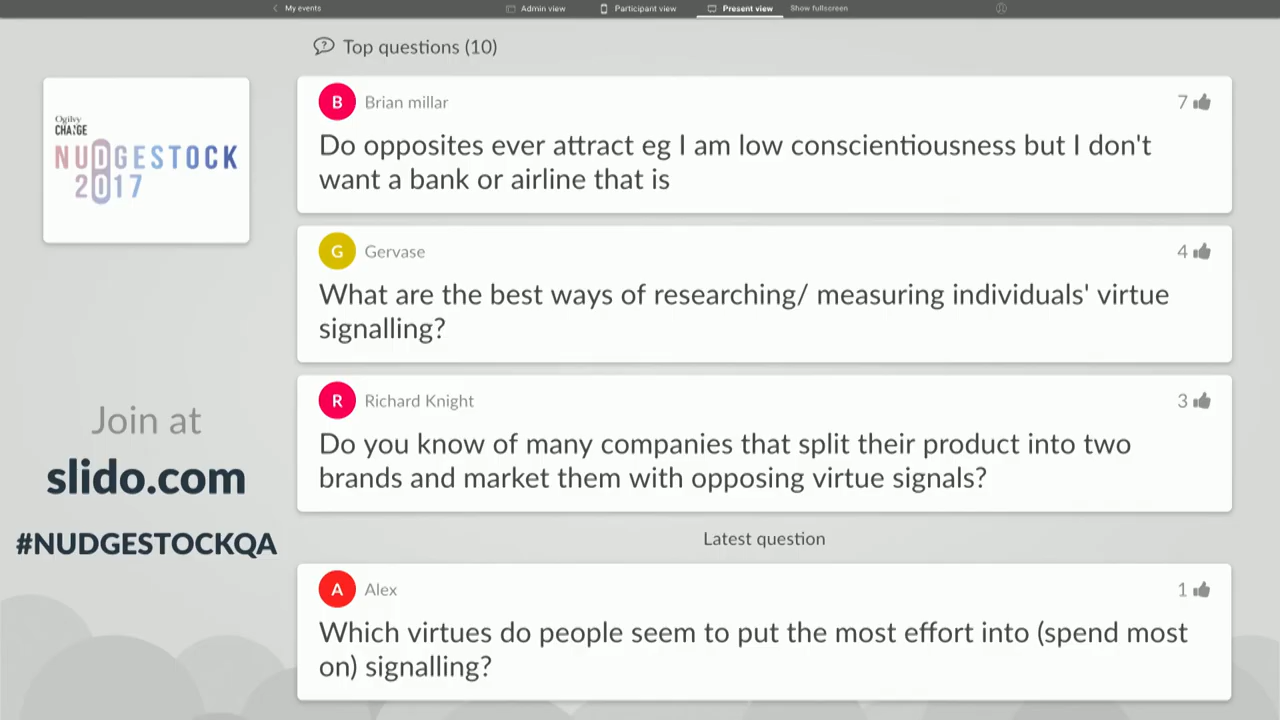 My events
Admin view
Participant view
Present view
Show fullscreen
Top questions (10)
Ogilvy
CHANGE
NUDGESTOCK
2017
B
Brian millar
7
Do opposites ever attract eg I am low conscientiousness but I don't
want a bank or airline that is
G
Gervase
4
What are the best ways of researching/ measuring individuals' virtue
signalling?
R
Richard Knight
3
Do you know of many companies that split their product into two
brands and market them with opposing virtue signals?
Join at
slido.com
#NUDGESTOCKQA
Latest question
A
Alex
1
Which virtues do people seem to put the most effort into (spend most
on) signalling?